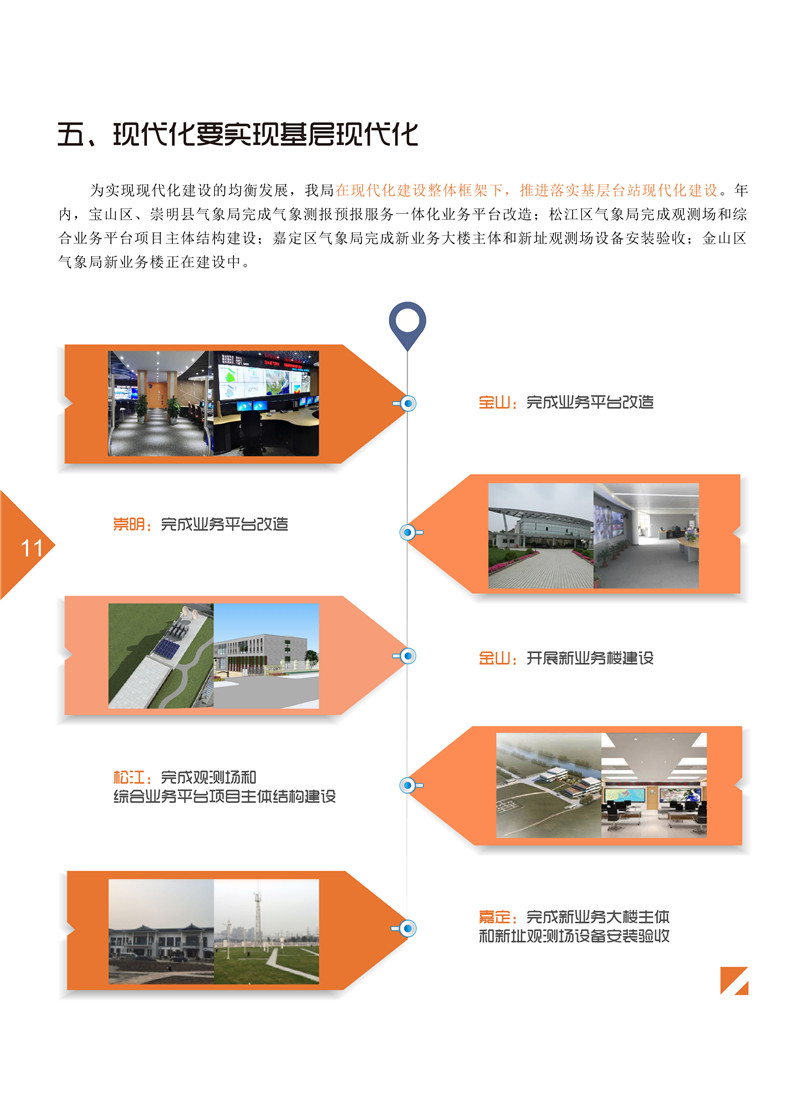 五、现代化要实现基层现代化
为实现现代化建设的均衡发展，我局在现代化建设整体框架下，推进落实基层台站现代化建设。年
内，宝山区、崇明县气象局完成气象测报预报服务一体化业务平台改造；松江区气象局完成观测场和综
合业务平台项目主体结构建设；嘉定区气象局完成新业务大楼主体和新址观测场设备安装验收；金山区
气象局新业务楼正在建设中。
宝山：完成业务平台改造
崇明：完成业务平台改造
11
金山：开展新业务楼建设
松江：完成观测场和
综合业务平台项目主体结构建设
嘉定：完成新业务大楼主体
和新址观测场设备安装验收